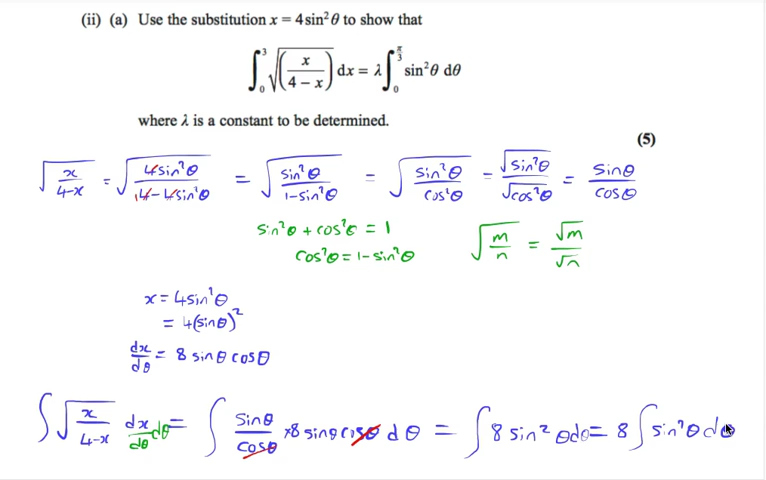 (ii) (a) Use the substitution x = 4 sin²θ to show that
∫₀³ √(x/(4 − x)) dx = λ ∫₀^(π/3) sin²θ dθ
where λ is a constant to be determined.
(5)
√(x/(4-x)) = √(4sin²θ/(4-4sin²θ)) = √(sin²θ/(1-sin²θ)) = √(sin²θ/cos²θ) = √sin²θ/√cos²θ = sinθ/cosθ
sin²θ + cos²θ = 1
cos²θ = 1 - sin²θ
√(m/n) = √m/√n
x = 4sin²θ
= 4(sinθ)²
dx/dθ = 8 sinθ cosθ
∫ √(x/(4-x)) dx/dθ dθ = ∫ sinθ/cosθ × 8 sinθ cosθ dθ = ∫ 8 sin²θ dθ = 8 ∫ sin²θ dθ